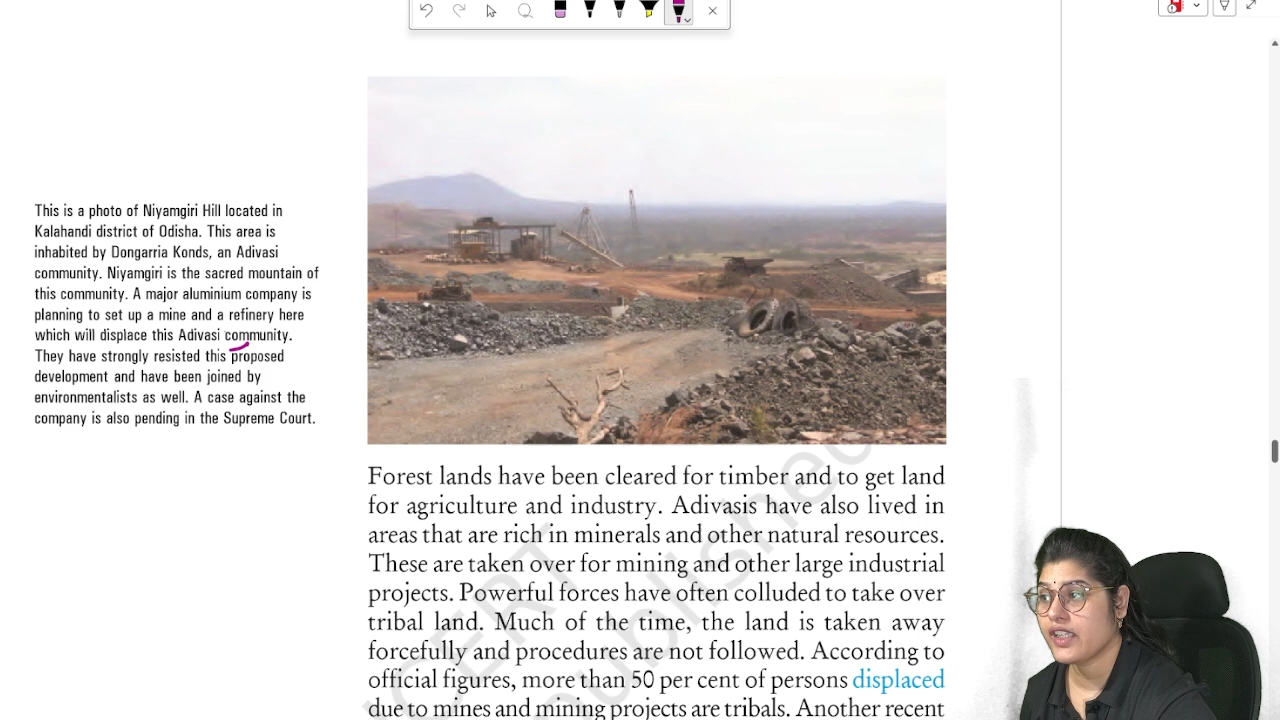 This is a photo of Niyamgiri Hill located in
Kalahandi district of Odisha. This area is
inhabited by Dongarria Konds, an Adivasi
community. Niyamgiri is the sacred mountain of
this community. A major aluminium company is
planning to set up a mine and a refinery here
which will displace this Adivasi community.
They have strongly resisted this proposed
development and have been joined by
environmentalists as well. A case against the
company is also pending in the Supreme Court.
Forest lands have been cleared for timber and to get land
for agriculture and industry. Adivasis have also lived in
areas that are rich in minerals and other natural resources.
These are taken over for mining and other large industrial
projects. Powerful forces have often colluded to take over
tribal land. Much of the time, the land is taken away
forcefully and procedures are not followed. According to
official figures, more than 50 per cent of persons displaced
due to mines and mining projects are tribals. Another recent